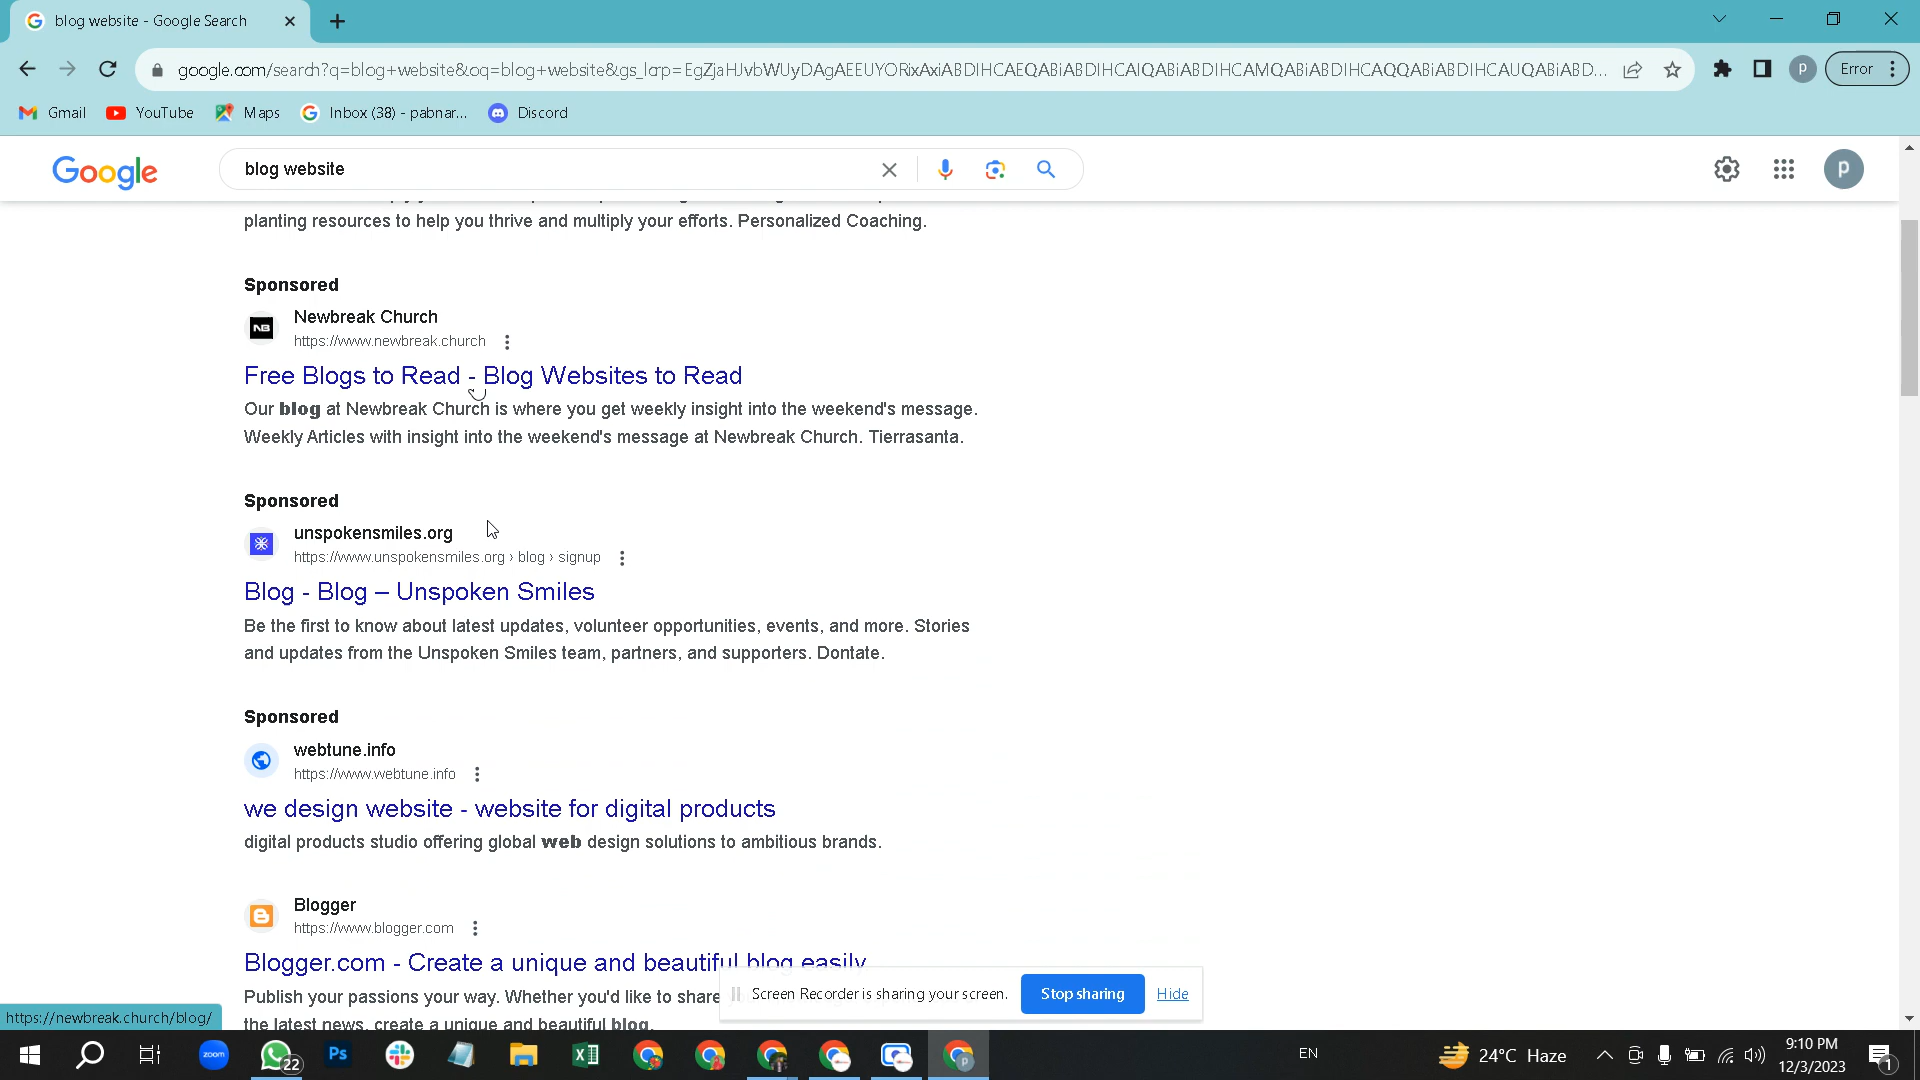 blog website - Google Search
google.com/search?q=blog+website&oq=blog+website&gs_lcrp=EgZjaHJvbWUyDAgAEEUYORixAxiABDIHCAEQABiABDIHCAIQABiABDIHCAMQABiABDIHCAQQABiABDIHCAUQABiABD...
P
Error
Gmail
YouTube
Maps
Inbox (38) - pabnar...
Discord
Google
blog website
p
planting resources to help you thrive and multiply your efforts. Personalized Coaching.
Sponsored
NB
Newbreak Church
https://www.newbreak.church
Free Blogs to Read - Blog Websites to Read
Our blog at Newbreak Church is where you get weekly insight into the weekend's message.
Weekly Articles with insight into the weekend's message at Newbreak Church. Tierrasanta.
Sponsored
unspokensmiles.org
https://www.unspokensmiles.org › blog › signup
Blog - Blog – Unspoken Smiles
Be the first to know about latest updates, volunteer opportunities, events, and more. Stories
and updates from the Unspoken Smiles team, partners, and supporters. Dontate.
Sponsored
webtune.info
https://www.webtune.info
we design website - website for digital products
digital products studio offering global web design solutions to ambitious brands.
Blogger
https://www.blogger.com
Blogger.com - Create a unique and beautiful blog easily
Publish your passions your way. Whether you'd like to share
the latest news, create a unique and beautiful blog.
Screen Recorder is sharing your screen.
Stop sharing
Hide
https://newbreak.church/blog/
zoom
22
Ps
EN
24°C Haze
9:10 PM
12/3/2023
1